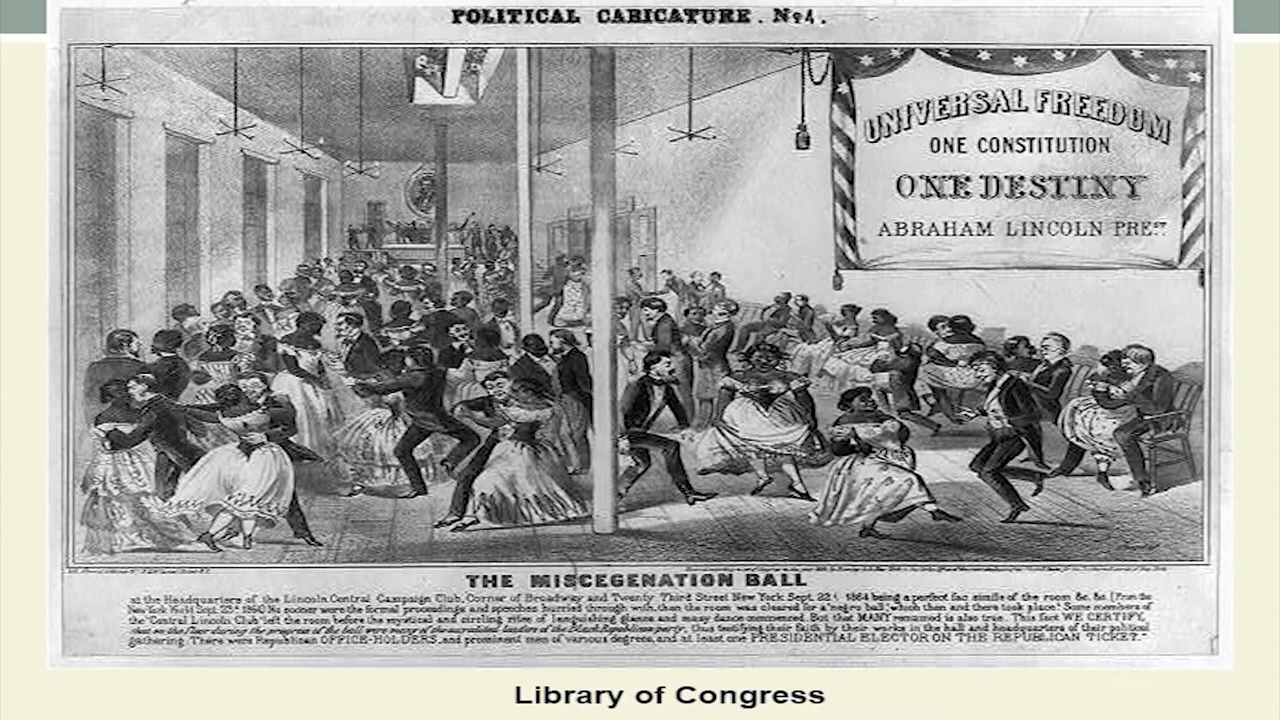 POLITICAL CARICATURE. No 4.
UNIVERSAL FREEDOM
ONE CONSTITUTION
ONE DESTINY
ABRAHAM LINCOLN PREST.
THE MISCEGENATION BALL
at the Headquarters of the Lincoln Central Campaign Club, Corner of Broadway and Twenty Third Street New York Sept. 22d. 1864 being a perfect fac simile of the room &c. &c. (From the
New York World Sept. 23d. 1864) No sooner were the formal proceedings and speeches hurried through with, than the room was cleared for a "negro ball," which then and there took place! Some members of
the "Central Lincoln Club" left the room before the mystical and circling rites of languishing glance and mazy dance commenced. But that MANY remained is also true. This fact WE CERTIFY,
that on the floor during the progress of the ball were many of the accredited leaders of the Black Republican party, thus testifying their faith by their works in the hall and headquarters of their political
gathering. There were Republican OFFICE-HOLDERS, and prominent men of various degrees, and at least one PRESIDENTIAL ELECTOR ON THE REPUBLICAN TICKET."
Library of Congress